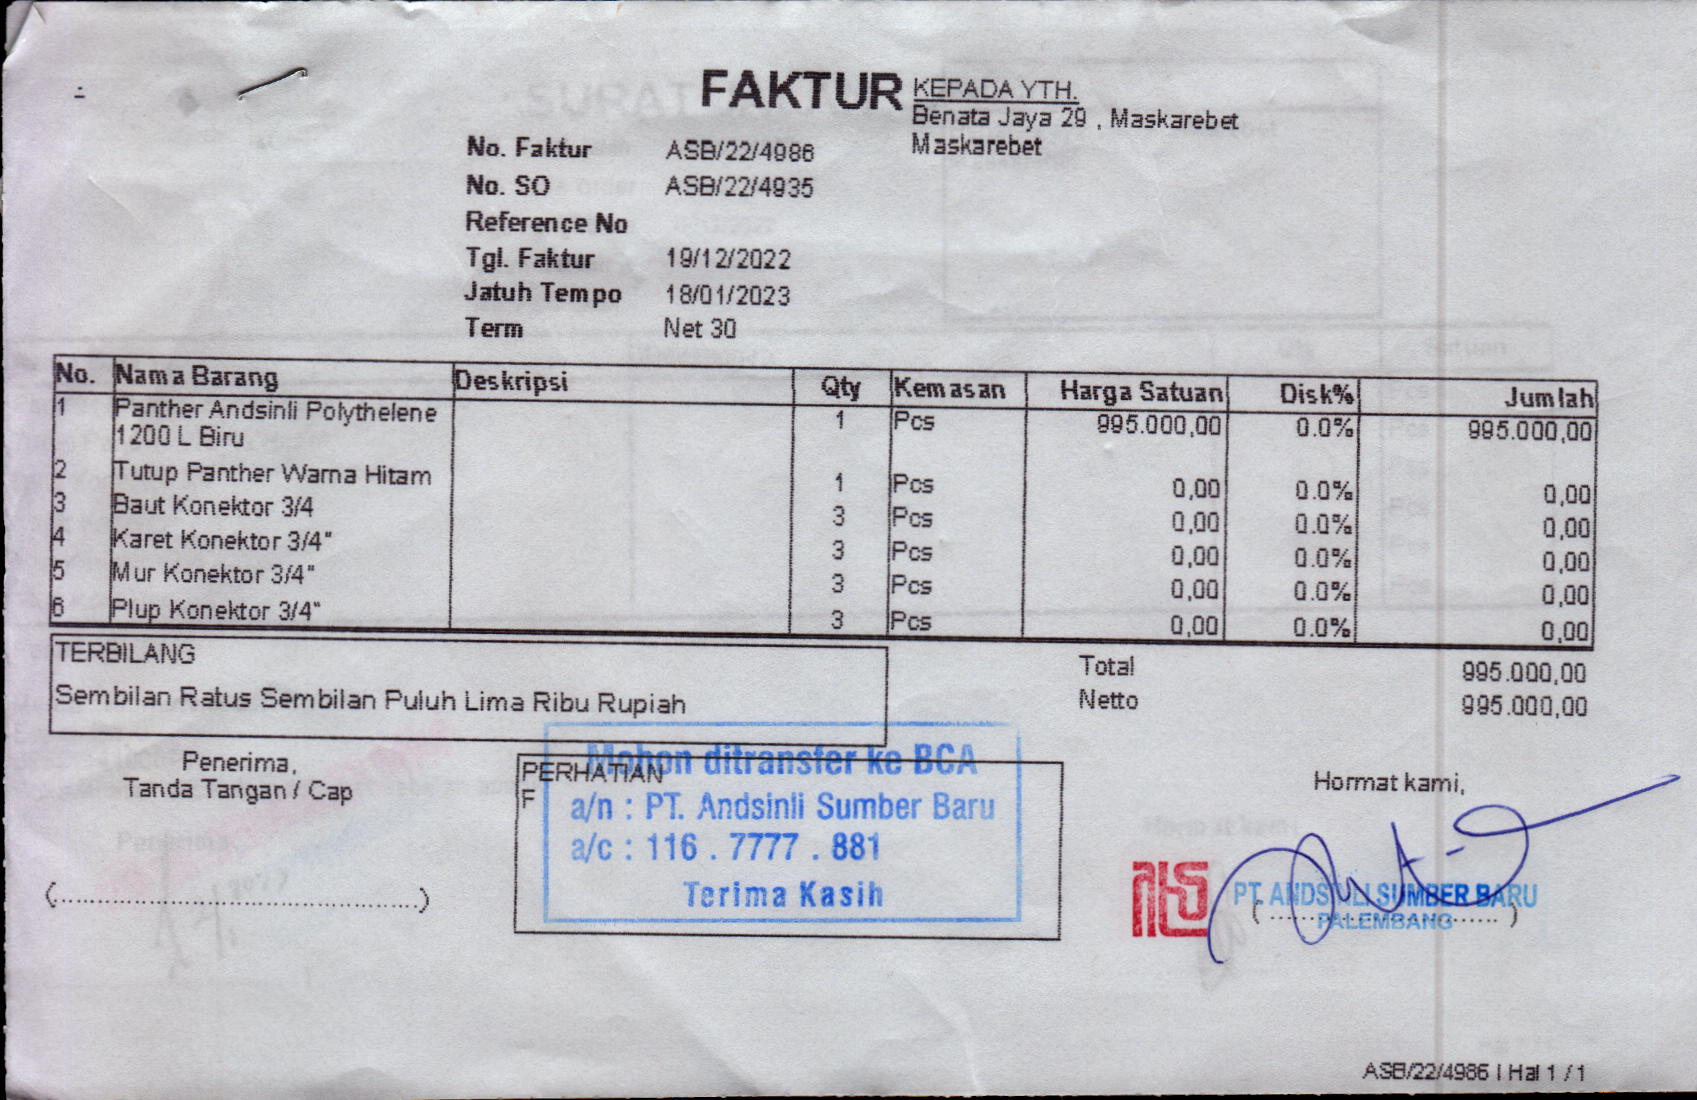 FAKTUR
KEPADA YTH.
Benata Jaya 29 , Maskarebet
Maskarebet
No. Faktur ASB/22/4986
No. SO ASB/22/4935
Reference No
Tgl. Faktur 19/12/2022
Jatuh Tempo 18/01/2023
Term Net 30
No. Nama Barang Deskripsi Qty Kemasan Harga Satuan Disk% Jumlah
1 Panther Andsinli Polythelene 1 Pcs 995.000,00 0.0% 995.000,00
1200 L Biru
2 Tutup Panther Warna Hitam 1 Pcs 0,00 0.0% 0,00
3 Baut Konektor 3/4 3 Pcs 0,00 0.0% 0,00
4 Karet Konektor 3/4" 3 Pcs 0,00 0.0% 0,00
5 Mur Konektor 3/4" 3 Pcs 0,00 0.0% 0,00
6 Plup Konektor 3/4" 3 Pcs 0,00 0.0% 0,00
TERBILANG
Sembilan Ratus Sembilan Puluh Lima Ribu Rupiah
Total 995.000,00
Netto 995.000,00
Penerima,
Tanda Tangan / Cap
(..................................................)
PERHATIAN
F
Mohon ditransfer ke BCA
a/n : PT. Andsinli Sumber Baru
a/c : 116 . 7777 . 881
Terima Kasih
Hormat kami,
PT. ANDSINLI SUMBER BARU
PALEMBANG
ASB/22/4986 | Hal 1 / 1